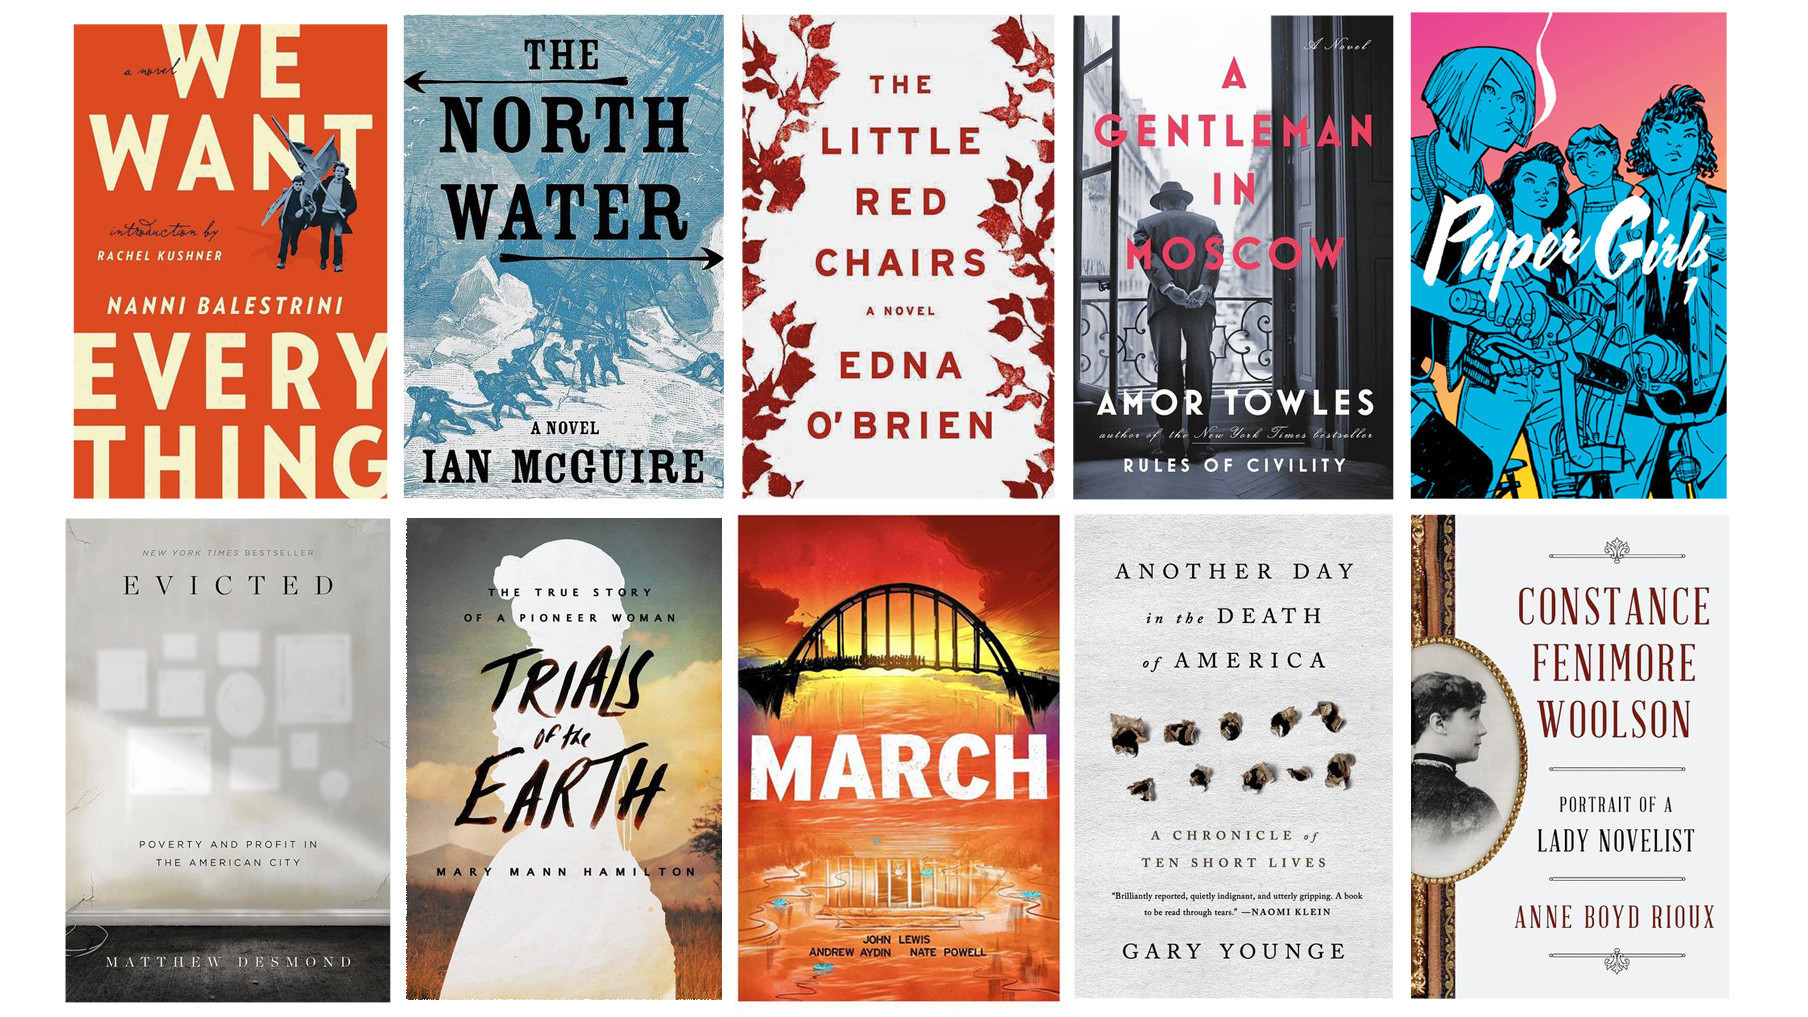 WE
a novel
WANT
introduction by
RACHEL KUSHNER
NANNI BALESTRINI
EVERY
THING
THE
NORTH
WATER
A NOVEL
IAN McGUIRE
THE
LITTLE
RED
CHAIRS
A NOVEL
EDNA
O'BRIEN
A Novel
A
GENTLEMAN
IN
MOSCOW
AMOR TOWLES
author of the New York Times bestseller
RULES OF CIVILITY
Paper Girls
1
NEW YORK TIMES BESTSELLER
EVICTED
POVERTY AND PROFIT IN
THE AMERICAN CITY
MATTHEW DESMOND
THE TRUE STORY
OF A PIONEER WOMAN
TRIALS
of the
EARTH
MARY MANN HAMILTON
MARCH
JOHN LEWIS
ANDREW AYDIN NATE POWELL
ANOTHER DAY
in the DEATH
of AMERICA
A CHRONICLE of
TEN SHORT LIVES
"Brilliantly reported, quietly indignant, and utterly gripping. A book
to be read through tears." —NAOMI KLEIN
GARY YOUNGE
CONSTANCE
FENIMORE
WOOLSON
PORTRAIT OF A
LADY NOVELIST
ANNE BOYD RIOUX